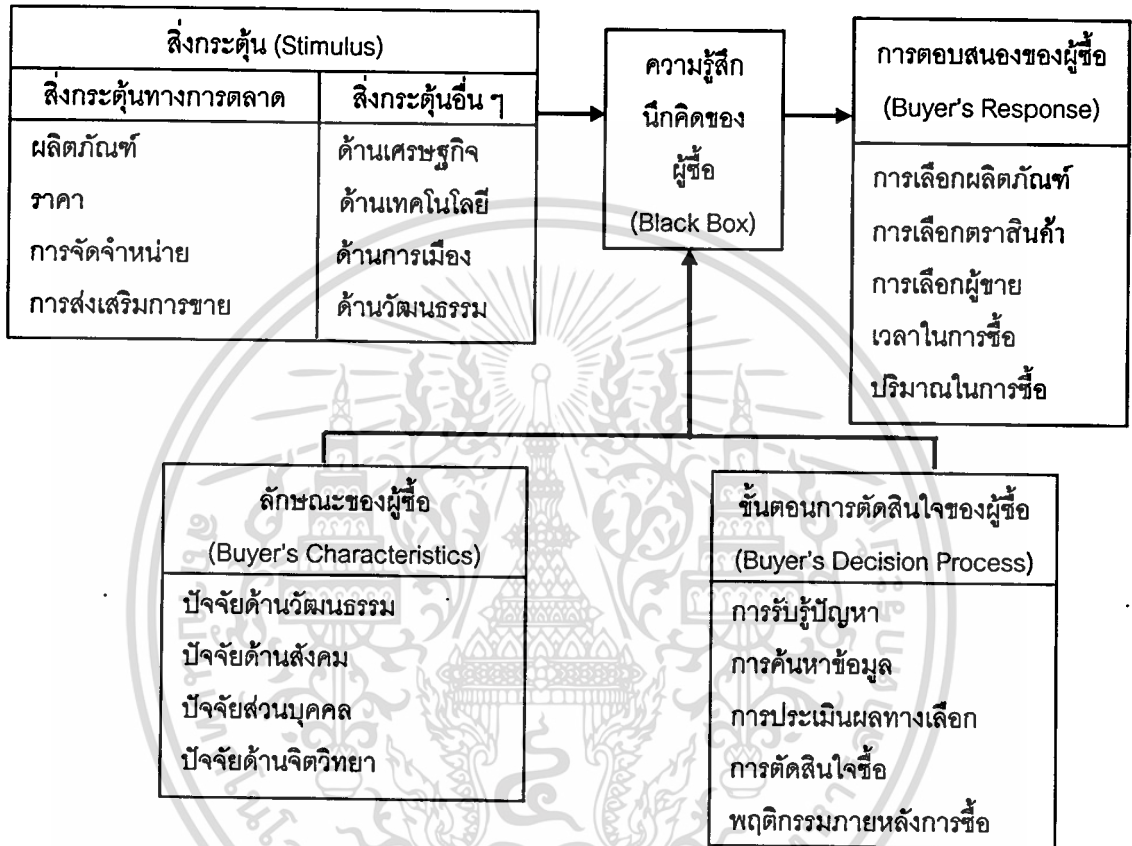 สิ่งกระตุ้น (Stimulus)
สิ่งกระตุ้นทางการตลาด
สิ่งกระตุ้นอื่น ๆ
ผลิตภัณฑ์
ด้านเศรษฐกิจ
ราคา
ด้านเทคโนโลยี
การจัดจำหน่าย
ด้านการเมือง
การส่งเสริมการขาย
ด้านวัฒนธรรม
ความรู้สึก
นึกคิดของ
ผู้ซื้อ
(Black Box)
การตอบสนองของผู้ซื้อ
(Buyer's Response)
การเลือกผลิตภัณฑ์
การเลือกตราสินค้า
การเลือกผู้ขาย
เวลาในการซื้อ
ปริมาณในการซื้อ
ลักษณะของผู้ซื้อ
(Buyer's Characteristics)
ปัจจัยด้านวัฒนธรรม
ปัจจัยด้านสังคม
ปัจจัยส่วนบุคคล
ปัจจัยด้านจิตวิทยา
ขั้นตอนการตัดสินใจของผู้ซื้อ
(Buyer's Decision Process)
การรับรู้ปัญหา
การค้นหาข้อมูล
การประเมินผลทางเลือก
การตัดสินใจซื้อ
พฤติกรรมภายหลังการซื้อ